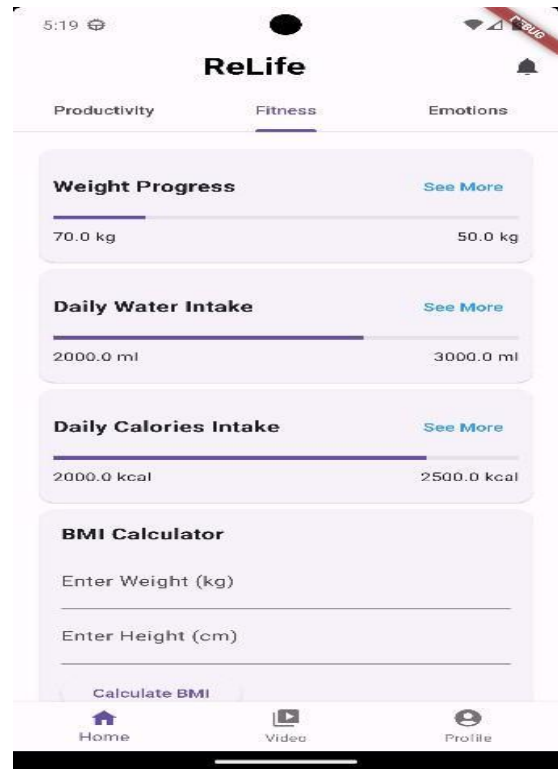 5:19
DEBUG
ReLife
Productivity Fitness Emotions
Weight Progress See More
70.0 kg 50.0 kg
Daily Water Intake See More
2000.0 ml 3000.0 ml
Daily Calories Intake See More
2000.0 kcal 2500.0 kcal
BMI Calculator
Enter Weight (kg)
Enter Height (cm)
Calculate BMI
Home Video Profile